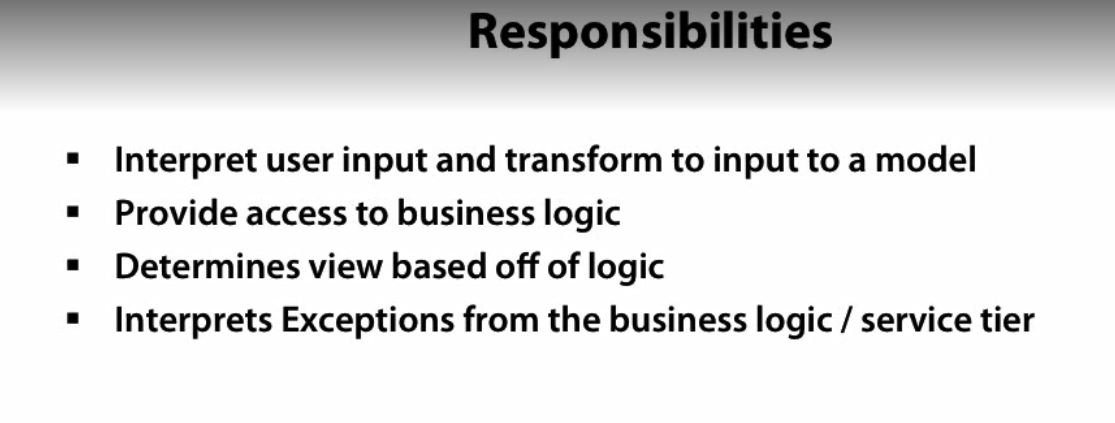 Responsibilities
▪ Interpret user input and transform to input to a model
▪ Provide access to business logic
▪ Determines view based off of logic
▪ Interprets Exceptions from the business logic / service tier